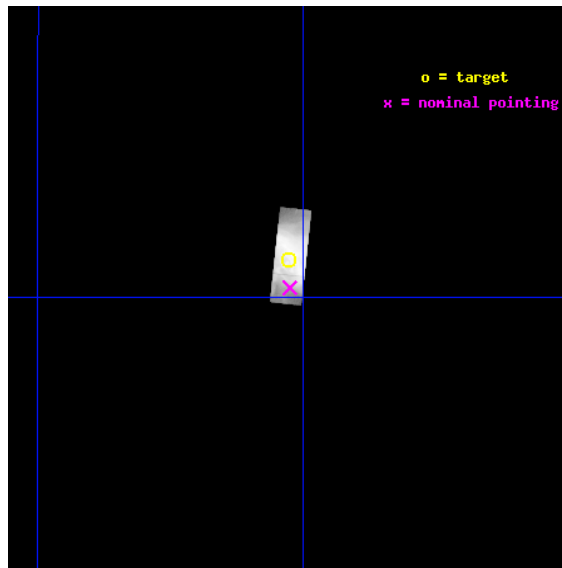 o = target
x = nominal pointing